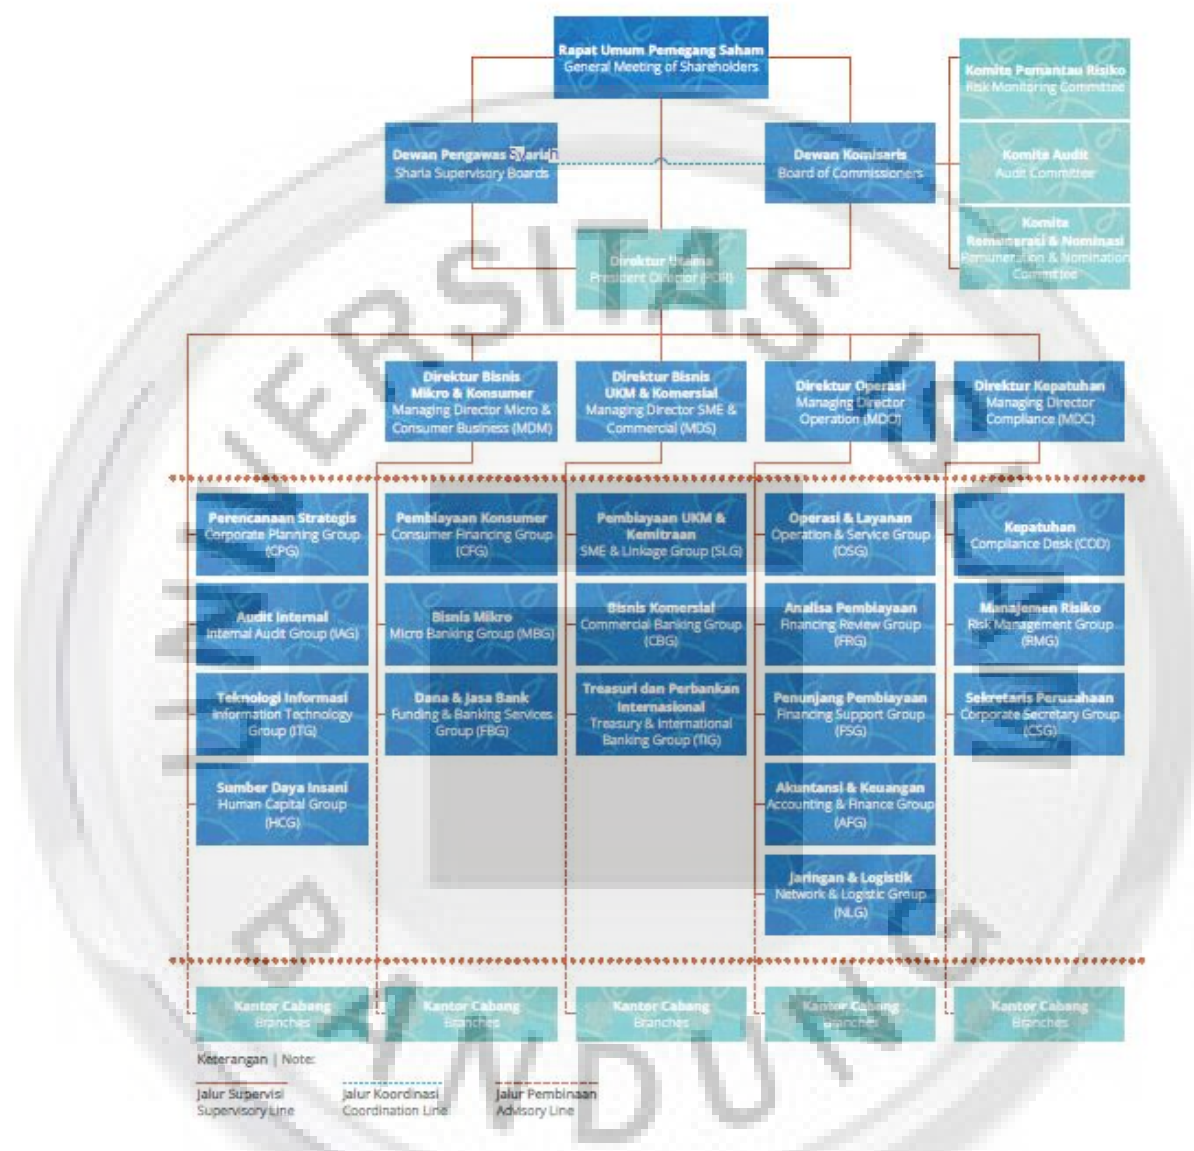 Rapat Umum Pemegang Saham
General Meeting of Shareholders
Komite Pemantau Risiko
Risk Monitoring Committee
Dewan Pengawas Syariah
Sharia Supervisory Boards
Dewan Komisaris
Board of Commissioners
Komite Audit
Audit Committee
Komite
Remunerasi & Nominasi
Remuneration & Nomination
Committee
Direktur Utama
President Director (PDR)
Direktur Bisnis
Mikro & Konsumer
Managing Director Micro &
Consumer Business (MDM)
Direktur Bisnis
UKM & Komersial
Managing Director SME &
Commercial (MDS)
Direktur Operasi
Managing Director
Operation (MDO)
Direktur Kepatuhan
Managing Director
Compliance (MDC)
Perencanaan Strategis
Corporate Planning Group
(CPG)
Pembiayaan Konsumer
Consumer Financing Group
(CFG)
Pembiayaan UKM &
Kemitraan
SME & Linkage Group (SLG)
Operasi & Layanan
Operation & Service Group
(OSG)
Kepatuhan
Compliance Desk (COD)
Audit Internal
Internal Audit Group (IAG)
Bisnis Mikro
Micro Banking Group (MBG)
Bisnis Komersial
Commercial Banking Group
(CBG)
Analisa Pembiayaan
Financing Review Group
(FRG)
Manajemen Risiko
Risk Management Group
(RMG)
Teknologi Informasi
Information Technology
Group (ITG)
Dana & Jasa Bank
Funding & Banking Services
Group (FBG)
Treasuri dan Perbankan
Internasional
Treasury & International
Banking Group (TIG)
Penunjang Pembiayaan
Financing Support Group
(FSG)
Sekretaris Perusahaan
Corporate Secretary Group
(CSG)
Sumber Daya Insani
Human Capital Group
(HCG)
Akuntansi & Keuangan
Accounting & Finance Group
(AFG)
Jaringan & Logistik
Network & Logistic Group
(NLG)
Kantor Cabang
Branches
Kantor Cabang
Branches
Kantor Cabang
Branches
Kantor Cabang
Branches
Kantor Cabang
Branches
Keterangan | Note:
Jalur Supervisi
Supervisory Line
Jalur Koordinasi
Coordination Line
Jalur Pembinaan
Advisory Line
UNIVERSITAS ISLAM
BANDUNG